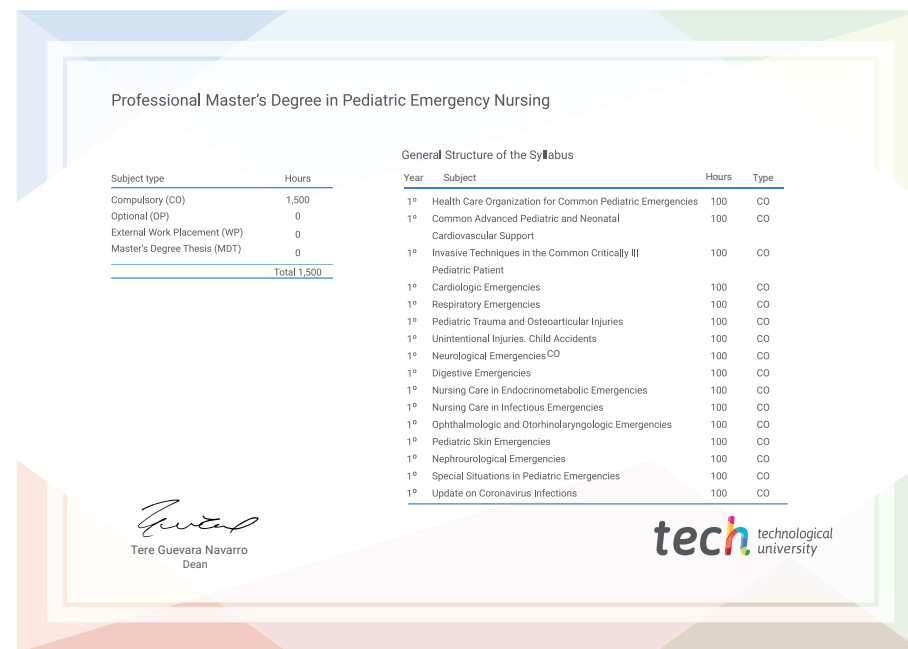 Professional Master's Degree in Pediatric Emergency Nursing
Subject type Hours
Compulsory (CO) 1,500
Optional (OP) 0
External Work Placement (WP) 0
Master's Degree Thesis (MDT) 0
Total 1,500
General Structure of the Syllabus
Year Subject Hours Type
1º Health Care Organization for Common Pediatric Emergencies 100 CO
1º Common Advanced Pediatric and Neonatal 100 CO
Cardiovascular Support
1º Invasive Techniques in the Common Critically Ill 100 CO
Pediatric Patient
1º Cardiologic Emergencies 100 CO
1º Respiratory Emergencies 100 CO
1º Pediatric Trauma and Osteoarticular Injuries 100 CO
1º Unintentional Injuries. Child Accidents 100 CO
1º Neurological Emergencies CO 100 CO
1º Digestive Emergencies 100 CO
1º Nursing Care in Endocrinometabolic Emergencies 100 CO
1º Nursing Care in Infectious Emergencies 100 CO
1º Ophthalmologic and Otorhinolaryngologic Emergencies 100 CO
1º Pediatric Skin Emergencies 100 CO
1º Nephrourological Emergencies 100 CO
1º Special Situations in Pediatric Emergencies 100 CO
1º Update on Coronavirus Infections 100 CO
Tere Guevara Navarro
Dean
tech technological
university